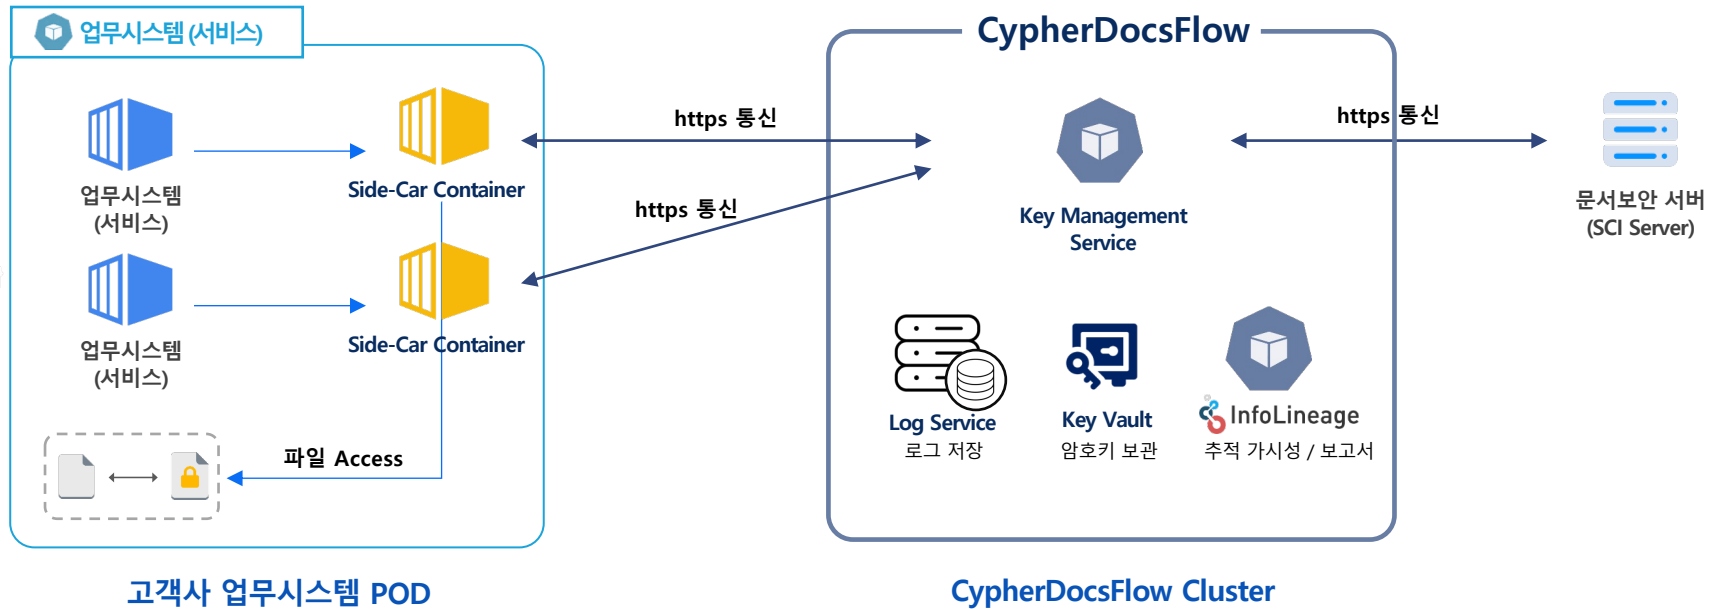 업무시스템 (서비스)
업무시스템
(서비스)
Side-Car Container
업무시스템
(서비스)
Side-Car Container
파일 Access
고객사 업무시스템 POD
https 통신
https 통신
CypherDocsFlow
Key Management
Service
Log Service
로그 저장
Key Vault
암호키 보관
InfoLineage
추적 가시성 / 보고서
CypherDocsFlow Cluster
https 통신
문서보안 서버
(SCI Server)